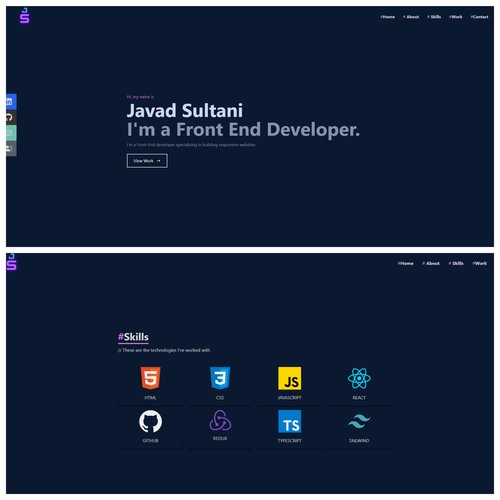 J
S
#Home # About # Skills #Work #Contact
Hi, my name is
Javad Sultani
I'm a Front End Developer.
I'm a Front-End developer specializing in building responsive websites
View Work →
J
S
#Home # About # Skills #Work
#Skills
// These are the technologies I've worked with
5 3 JS
HTML CSS JAVASCRIPT REACT
TS
GITHUB REDUX TYPESCRIPT TAILWIND